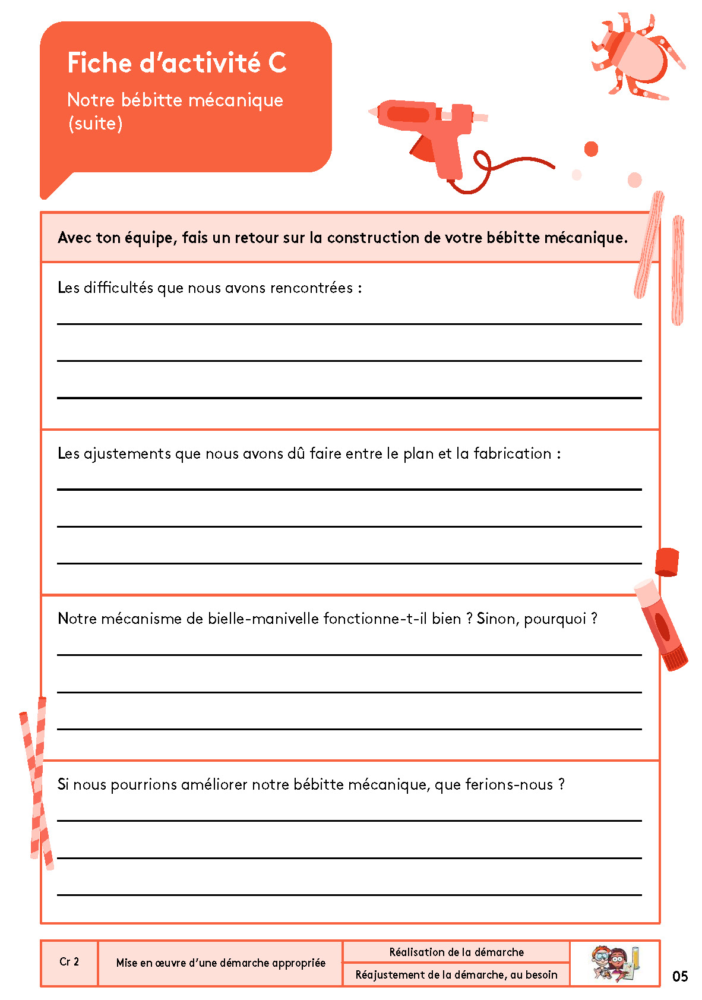 Fiche d'activité C
Notre bébitte mécanique
(suite)
Avec ton équipe, fais un retour sur la construction de votre bébitte mécanique.
Les difficultés que nous avons rencontrées :
Les ajustements que nous avons dû faire entre le plan et la fabrication :
Notre mécanisme de bielle-manivelle fonctionne-t-il bien ? Sinon, pourquoi ?
Si nous pourrions améliorer notre bébitte mécanique, que ferions-nous ?
Cr 2
Mise en œuvre d'une démarche appropriée
Réalisation de la démarche
Réajustement de la démarche, au besoin
05